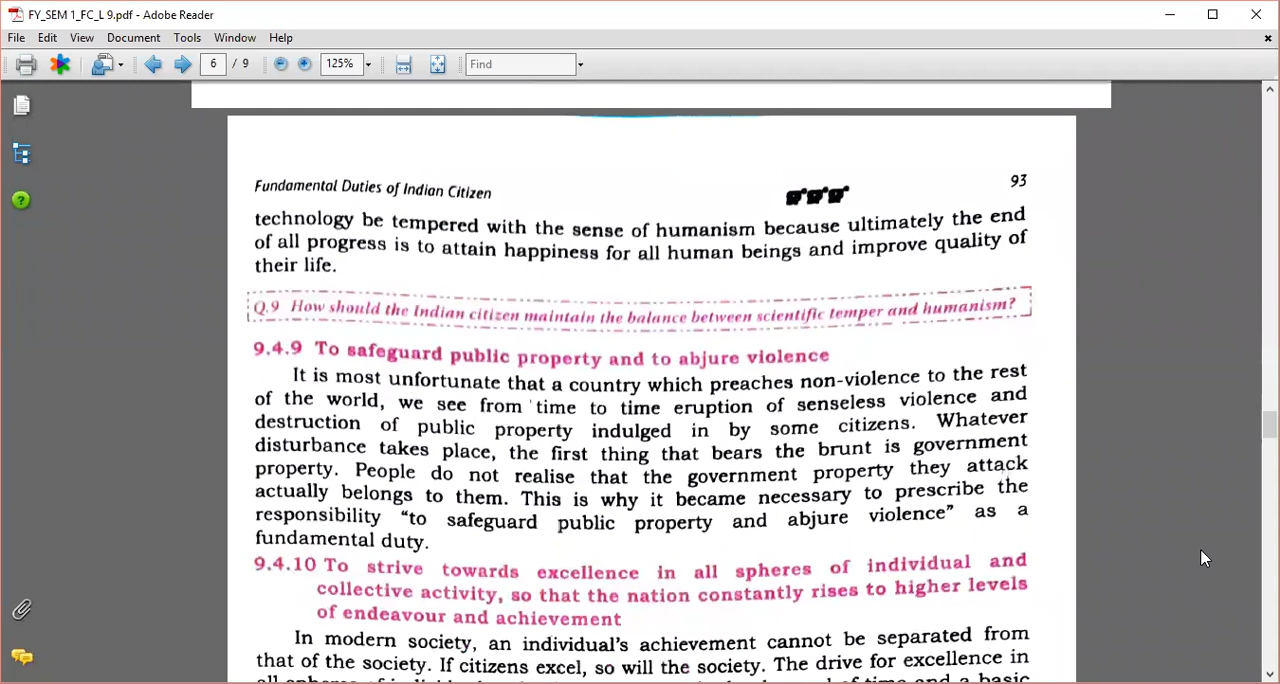 FY_SEM 1_FC_L 9.pdf - Adobe Reader
File Edit View Document Tools Window Help
6 / 9 125% Find
Fundamental Duties of Indian Citizen 93
technology be tempered with the sense of humanism because ultimately the end
of all progress is to attain happiness for all human beings and improve quality of
their life.
Q.9 How should the Indian citizen maintain the balance between scientific temper and humanism?
9.4.9 To safeguard public property and to abjure violence
It is most unfortunate that a country which preaches non-violence to the rest
of the world, we see from time to time eruption of senseless violence and
destruction of public property indulged in by some citizens. Whatever
disturbance takes place, the first thing that bears the brunt is government
property. People do not realise that the government property they attack
actually belongs to them. This is why it became necessary to prescribe the
responsibility “to safeguard public property and abjure violence” as a
fundamental duty.
9.4.10 To strive towards excellence in all spheres of individual and
collective activity, so that the nation constantly rises to higher levels
of endeavour and achievement
In modern society, an individual's achievement cannot be separated from
that of the society. If citizens excel, so will the society. The drive for excellence in